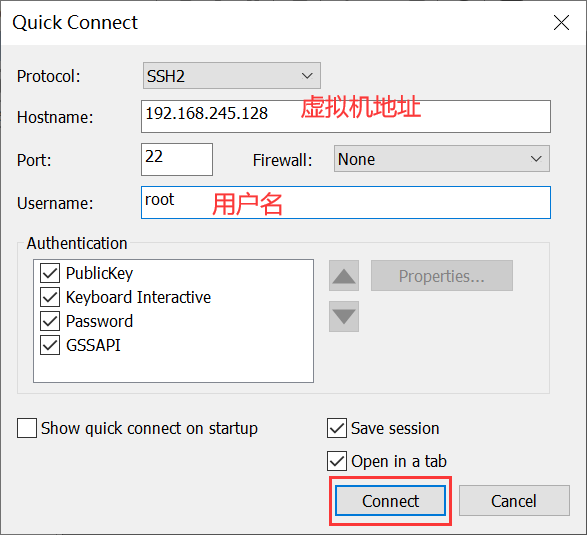 Quick Connect
Protocol: SSH2
Hostname: 192.168.245.128 虚拟机地址
Port: 22 Firewall: None
Username: root 用户名
Authentication
PublicKey
Keyboard Interactive
Password
GSSAPI
Properties...
Show quick connect on startup
Save session
Open in a tab
Connect
Cancel